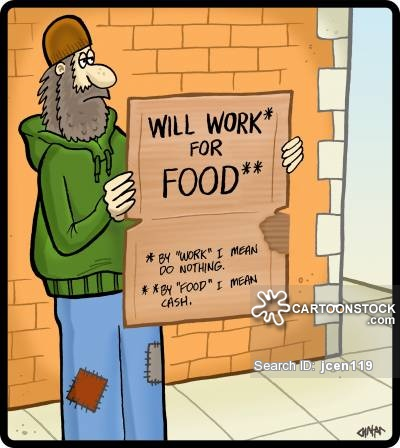 WILL WORK*
FOR
FOOD**
* BY "WORK" I MEAN
DO NOTHING.
**BY "FOOD" I MEAN
CASH.
CARTOONSTOCK
.com
Search ID: jcen119